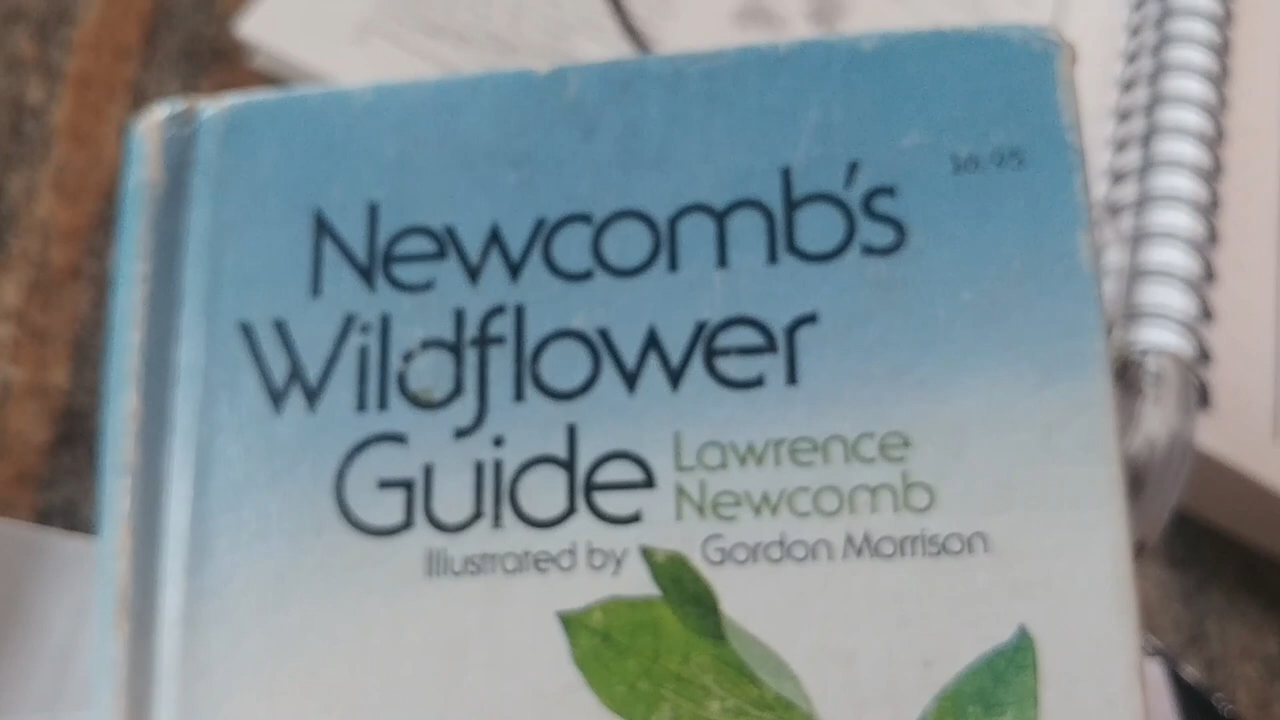 Newcomb's
Wildflower
Guide
Lawrence
Newcomb
Illustrated by Gordon Morrison